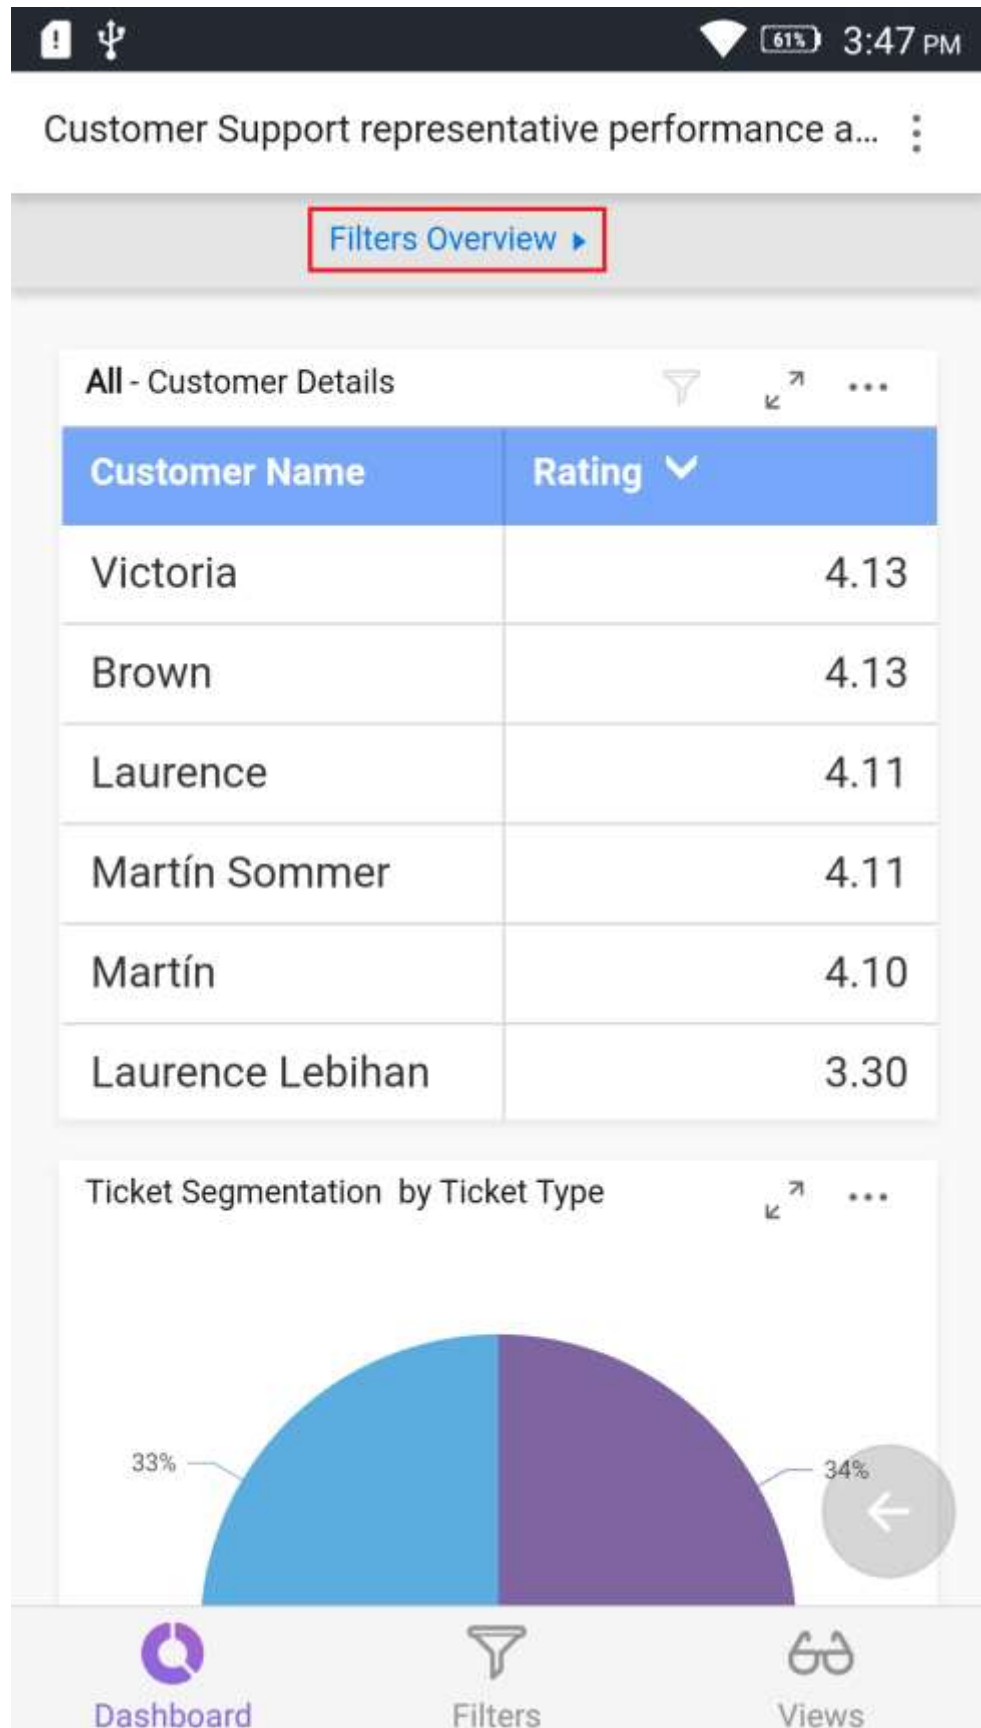 61% 3:47 PM
Customer Support representative performance a...
Filters Overview
All - Customer Details
Customer Name Rating
Victoria 4.13
Brown 4.13
Laurence 4.11
Martín Sommer 4.11
Martín 4.10
Laurence Lebihan 3.30
Ticket Segmentation by Ticket Type
33% 34%
Dashboard Filters Views